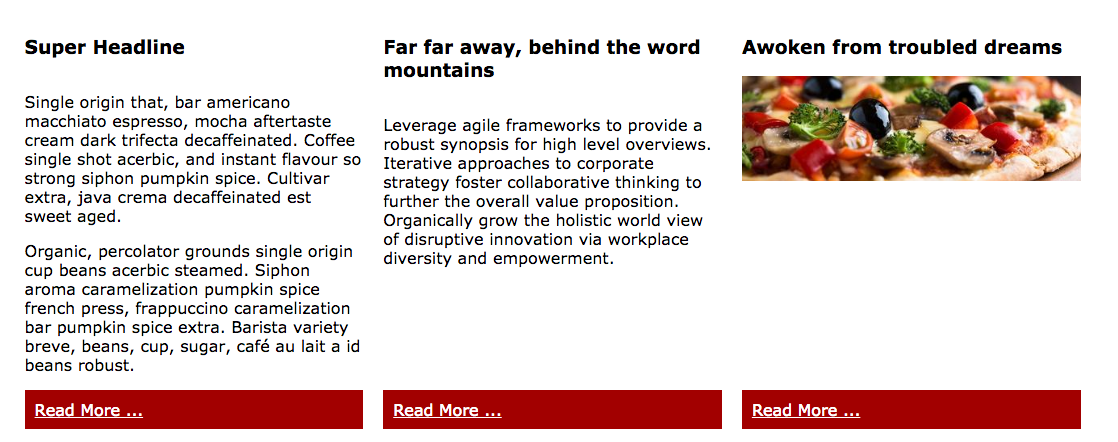 Super Headline
Single origin that, bar americano
macchiato espresso, mocha aftertaste
cream dark trifecta decaffeinated. Coffee
single shot acerbic, and instant flavour so
strong siphon pumpkin spice. Cultivar
extra, java crema decaffeinated est
sweet aged.
Organic, percolator grounds single origin
cup beans acerbic steamed. Siphon
aroma caramelization pumpkin spice
french press, frappuccino caramelization
bar pumpkin spice extra. Barista variety
breve, beans, cup, sugar, café au lait a id
beans robust.
Read More ...
Far far away, behind the word
mountains
Leverage agile frameworks to provide a
robust synopsis for high level overviews.
Iterative approaches to corporate
strategy foster collaborative thinking to
further the overall value proposition.
Organically grow the holistic world view
of disruptive innovation via workplace
diversity and empowerment.
Read More ...
Awoken from troubled dreams
Read More ...